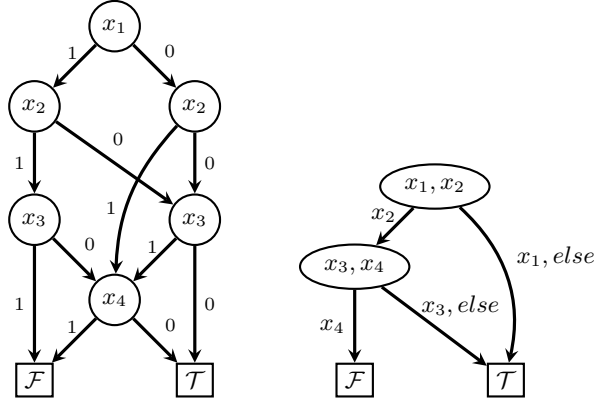 x₁
1 0
x₂ x₂
0
1 0
1
x₁, x₂
x₂
x₃ x₃
0 1
x₁, else
x₃, x₄
x₄
1 0
x₃, else
1 0
x₄
F T F T